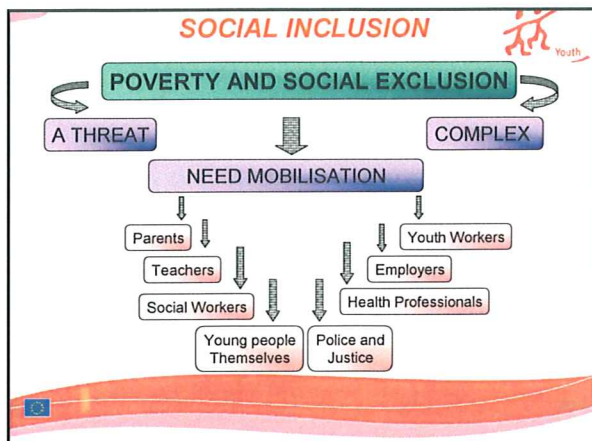 SOCIAL INCLUSION
Youth
POVERTY AND SOCIAL EXCLUSION
A THREAT
COMPLEX
NEED MOBILISATION
Parents
Youth Workers
Teachers
Employers
Social Workers
Health Professionals
Young people
Themselves
Police and
Justice